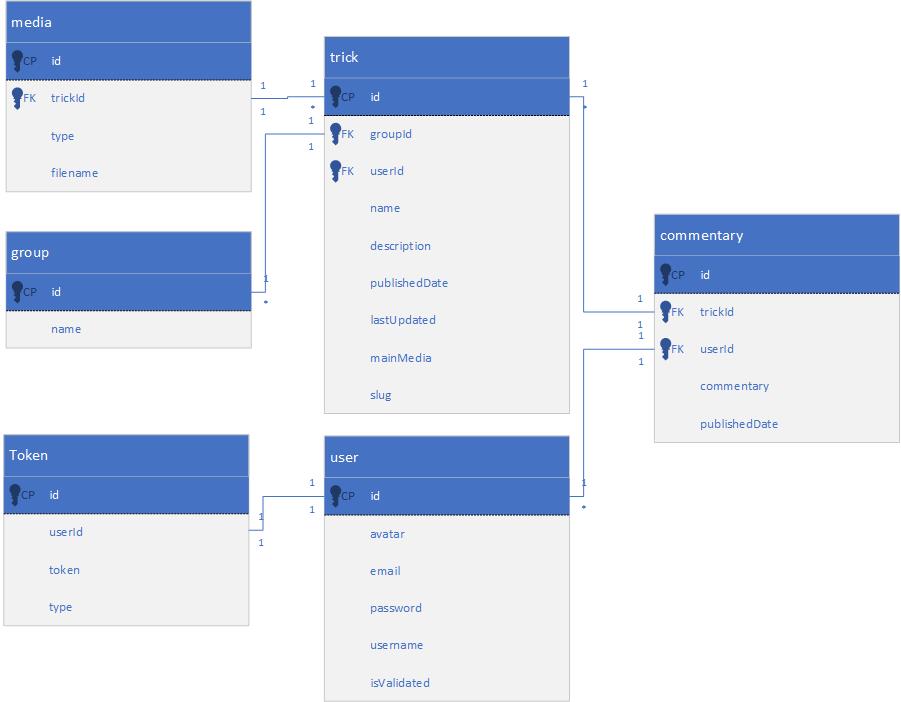 media
CP id
FK trickId
type
filename
1
1
1
*
trick
CP id
FK groupId
FK userId
name
description
publishedDate
lastUpdated
mainMedia
slug
1
1
1
*
group
CP id
name
1
*
commentary
CP id
FK trickId
FK userId
commentary
publishedDate
1
1
1
1
Token
CP id
userId
token
type
1
1
1
1
user
CP id
avatar
email
password
username
isValidated
1
*